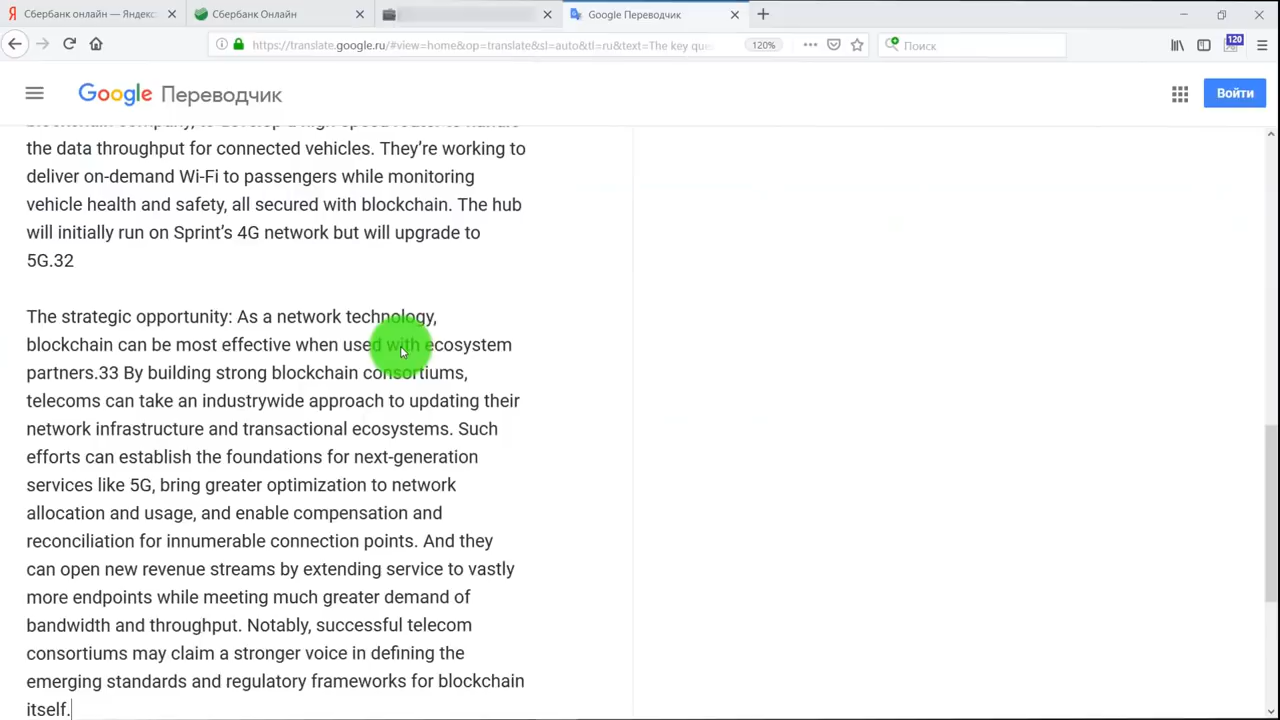 Сбербанк онлайн — Яндекс
Сбербанк Онлайн
Google Переводчик
https://translate.google.ru/#view=home&op=translate&sl=auto&tl=ru&text=The key que
120%
Поиск
120
Google Переводчик
Войти
the data throughput for connected vehicles. They’re working to
deliver on-demand Wi-Fi to passengers while monitoring
vehicle health and safety, all secured with blockchain. The hub
will initially run on Sprint’s 4G network but will upgrade to
5G.32
The strategic opportunity: As a network technology,
blockchain can be most effective when used with ecosystem
partners.33 By building strong blockchain consortiums,
telecoms can take an industrywide approach to updating their
network infrastructure and transactional ecosystems. Such
efforts can establish the foundations for next-generation
services like 5G, bring greater optimization to network
allocation and usage, and enable compensation and
reconciliation for innumerable connection points. And they
can open new revenue streams by extending service to vastly
more endpoints while meeting much greater demand of
bandwidth and throughput. Notably, successful telecom
consortiums may claim a stronger voice in defining the
emerging standards and regulatory frameworks for blockchain
itself.